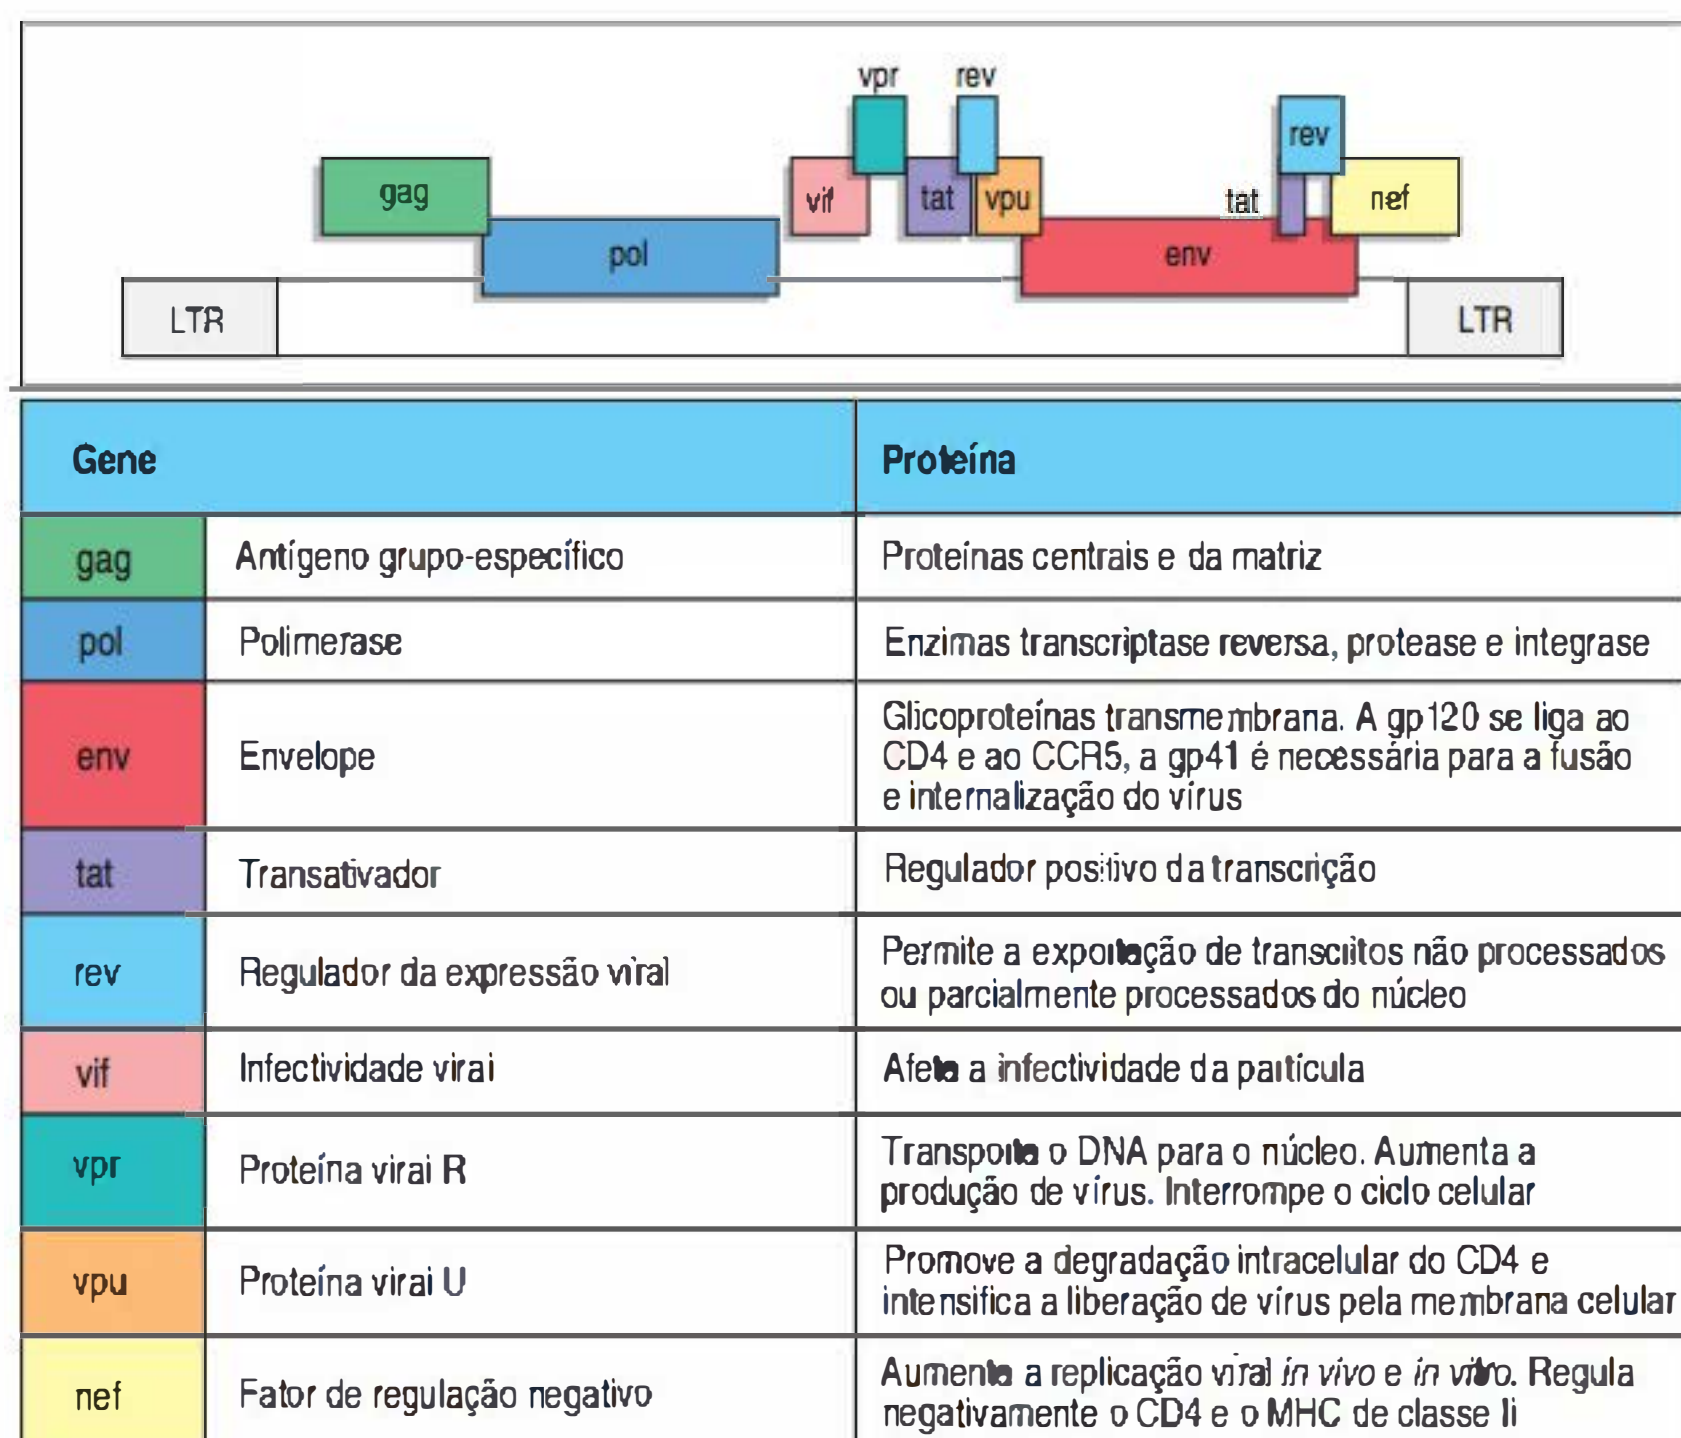 vpr rev
gag vif tat vpu tat rev nef
pol env
LTR LTR
Gene Proteína
gag Antígeno grupo-específico Proteínas centrais e da matriz
pol Polimerase Enzimas transcriptase reversa, protease e integrase
env Envelope Glicoproteínas transmembrana. A gp120 se liga ao
CD4 e ao CCR5, a gp41 é necessária para a fusão
e internalização do vírus
tat Transativador Regulador positivo da transcrição
rev Regulador da expressão viral Permite a exportação de transcritos não processados
ou parcialmente processados do núcleo
vif Infectividade virai Afeta a infectividade da partícula
vpr Proteína virai R Transporta o DNA para o núcleo. Aumenta a
produção de vírus. Interrompe o ciclo celular
vpu Proteína virai U Promove a degradação intracelular do CD4 e
intensifica a liberação de vírus pela membrana celular
nef Fator de regulação negativo Aumenta a replicação viral in vivo e in vitro. Regula
negativamente o CD4 e o MHC de classe li